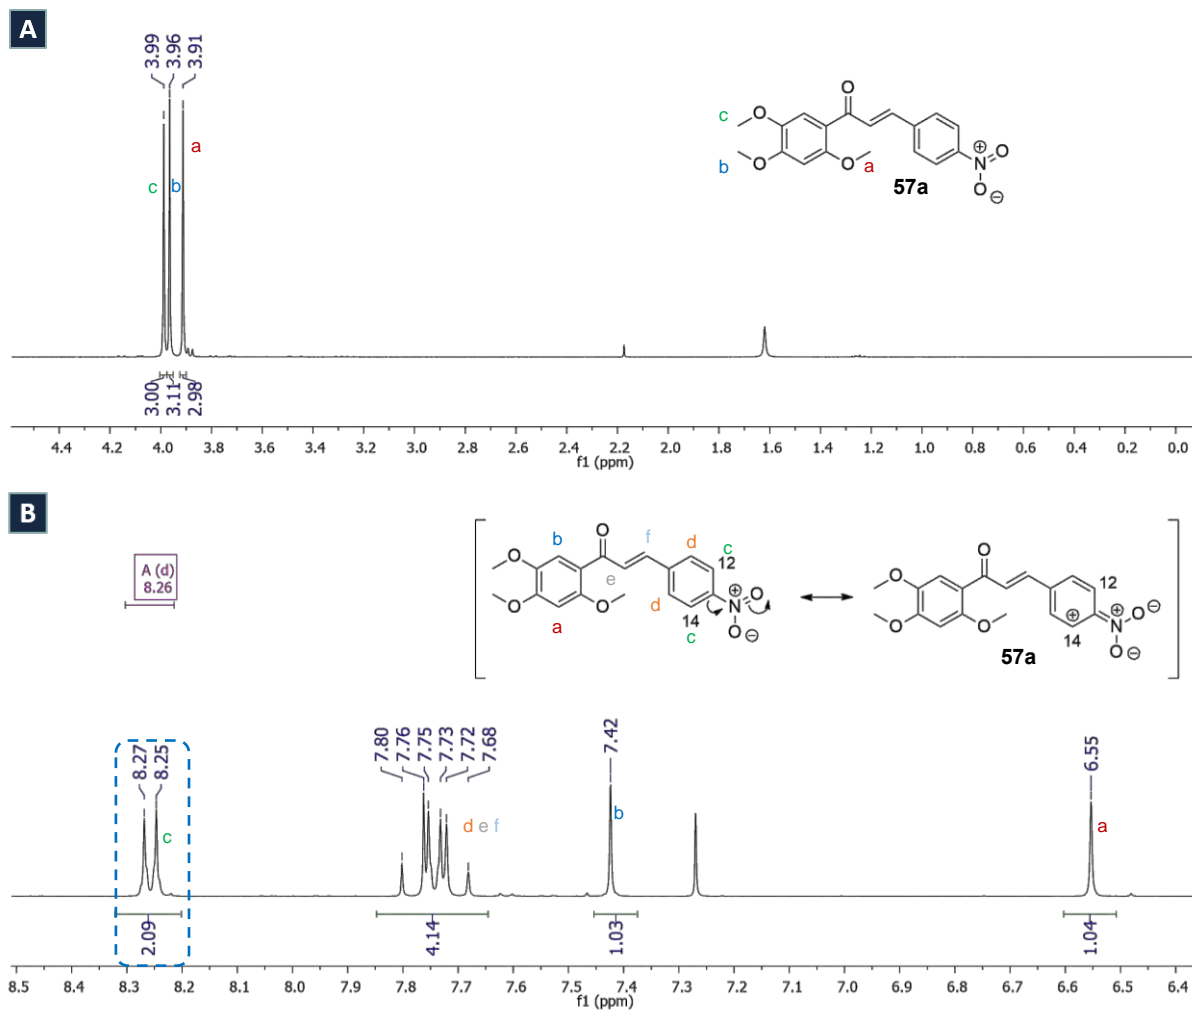 A
3.99
3.96
3.91
c b a
c
b
a
O
O
O
O
N
O
O
⊕
⊖
57a
3.00
3.11
2.98
4.4 4.2 4.0 3.8 3.6 3.4 3.2 3.0 2.8 2.6 2.4 2.2 2.0 1.8 1.6 1.4 1.2 1.0 0.8 0.6 0.4 0.2 0.0
f1 (ppm)
B
A (d)
8.26
b
f
d
c
12
e
d
14
c
a
O
O
O
O
N
O
O
⊕
⊖
O
O
O
O
12
14
⊕
⊕
N
O
O
⊖
⊖
57a
8.27
8.25
c
7.80
7.76
7.75
7.73
7.72
7.68
d e f
7.42
b
6.55
a
2.09
4.14
1.03
1.04
8.5 8.4 8.3 8.2 8.1 8.0 7.9 7.8 7.7 7.6 7.5 7.4 7.3 7.2 7.1 7.0 6.9 6.8 6.7 6.6 6.5 6.4
f1 (ppm)